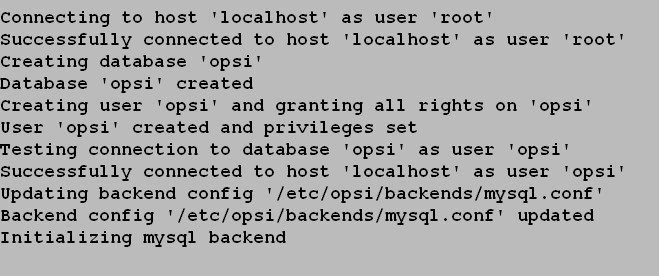 Connecting to host 'localhost' as user 'root'
Successfully connected to host 'localhost' as user 'root'
Creating database 'opsi'
Database 'opsi' created
Creating user 'opsi' and granting all rights on 'opsi'
User 'opsi' created and privileges set
Testing connection to database 'opsi' as user 'opsi'
Successfully connected to host 'localhost' as user 'opsi'
Updating backend config '/etc/opsi/backends/mysql.conf'
Backend config '/etc/opsi/backends/mysql.conf' updated
Initializing mysql backend